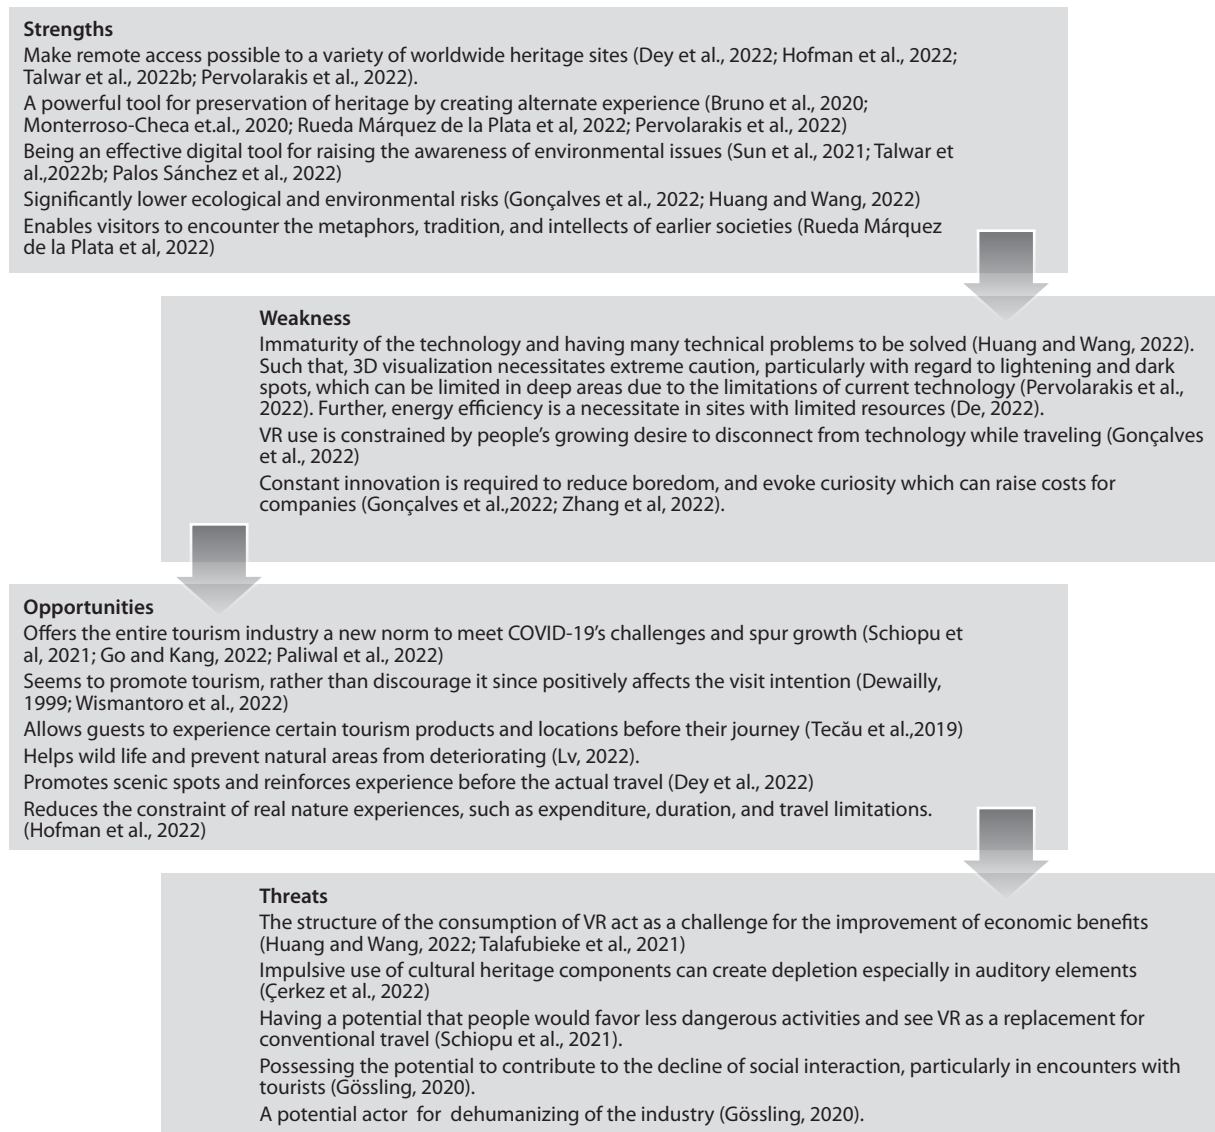 Strengths
Make remote access possible to a variety of worldwide heritage sites (Dey et al., 2022; Hofman et al., 2022;
Talwar et al., 2022b; Pervolarakis et al., 2022).
A powerful tool for preservation of heritage by creating alternate experience (Bruno et al., 2020;
Monterroso-Checa et.al., 2020; Rueda Márquez de la Plata et al, 2022; Pervolarakis et al., 2022)
Being an effective digital tool for raising the awareness of environmental issues (Sun et al., 2021; Talwar et
al.,2022b; Palos Sánchez et al., 2022)
Significantly lower ecological and environmental risks (Gonçalves et al., 2022; Huang and Wang, 2022)
Enables visitors to encounter the metaphors, tradition, and intellects of earlier societies (Rueda Márquez
de la Plata et al, 2022)
Weakness
Immaturity of the technology and having many technical problems to be solved (Huang and Wang, 2022).
Such that, 3D visualization necessitates extreme caution, particularly with regard to lightening and dark
spots, which can be limited in deep areas due to the limitations of current technology (Pervolarakis et al.,
2022). Further, energy efficiency is a necessitate in sites with limited resources (De, 2022).
VR use is constrained by people's growing desire to disconnect from technology while traveling (Gonçalves
et al., 2022)
Constant innovation is required to reduce boredom, and evoke curiosity which can raise costs for
companies (Gonçalves et al.,2022; Zhang et al, 2022).
Opportunities
Offers the entire tourism industry a new norm to meet COVID-19's challenges and spur growth (Schiopu et
al, 2021; Go and Kang, 2022; Paliwal et al., 2022)
Seems to promote tourism, rather than discourage it since positively affects the visit intention (Dewailly,
1999; Wismantoro et al., 2022)
Allows guests to experience certain tourism products and locations before their journey (Tecău et al.,2019)
Helps wild life and prevent natural areas from deteriorating (Lv, 2022).
Promotes scenic spots and reinforces experience before the actual travel (Dey et al., 2022)
Reduces the constraint of real nature experiences, such as expenditure, duration, and travel limitations.
(Hofman et al., 2022)
Threats
The structure of the consumption of VR act as a challenge for the improvement of economic benefits
(Huang and Wang, 2022; Talafubieke et al., 2021)
Impulsive use of cultural heritage components can create depletion especially in auditory elements
(Çerkez et al., 2022)
Having a potential that people would favor less dangerous activities and see VR as a replacement for
conventional travel (Schiopu et al., 2021).
Possessing the potential to contribute to the decline of social interaction, particularly in encounters with
tourists (Gössling, 2020).
A potential actor for dehumanizing of the industry (Gössling, 2020).